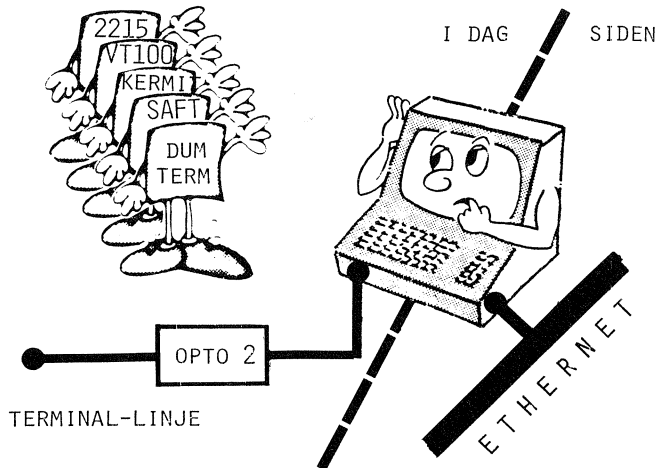 2215
VT100
KERMIT
SAFT
DUM
TERM
I DAG
SIDEN
OPTO 2
TERMINAL-LINJE
ETHERNET